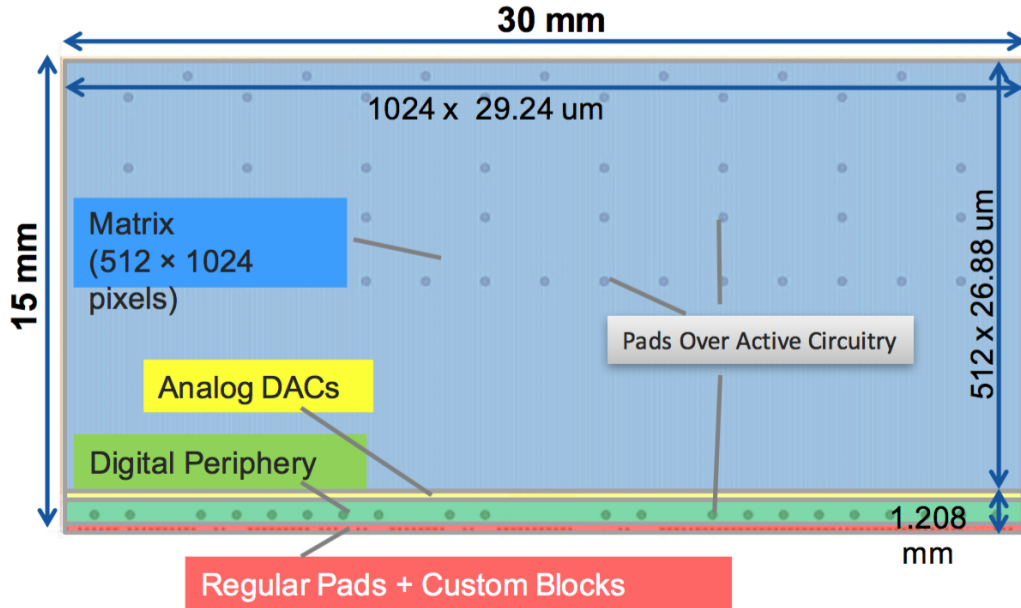 30 mm
1024 x 29.24 um
15 mm
Matrix
(512 × 1024
pixels)
512 x 26.88 um
Pads Over Active Circuitry
Analog DACs
Digital Periphery
1.208
mm
Regular Pads + Custom Blocks